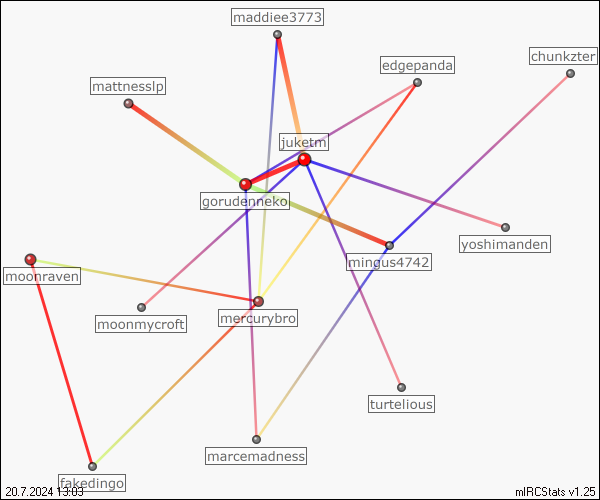 maddiee3773
chunkzter
edgepanda
mattnesslp
juketm
gorudenneko
yoshimanden
mingus4742
moonraven
moonmycroft
mercurybro
turtelious
marcemadness
fakedingo
20.7.2024 13:03
mIRCStats v1.25